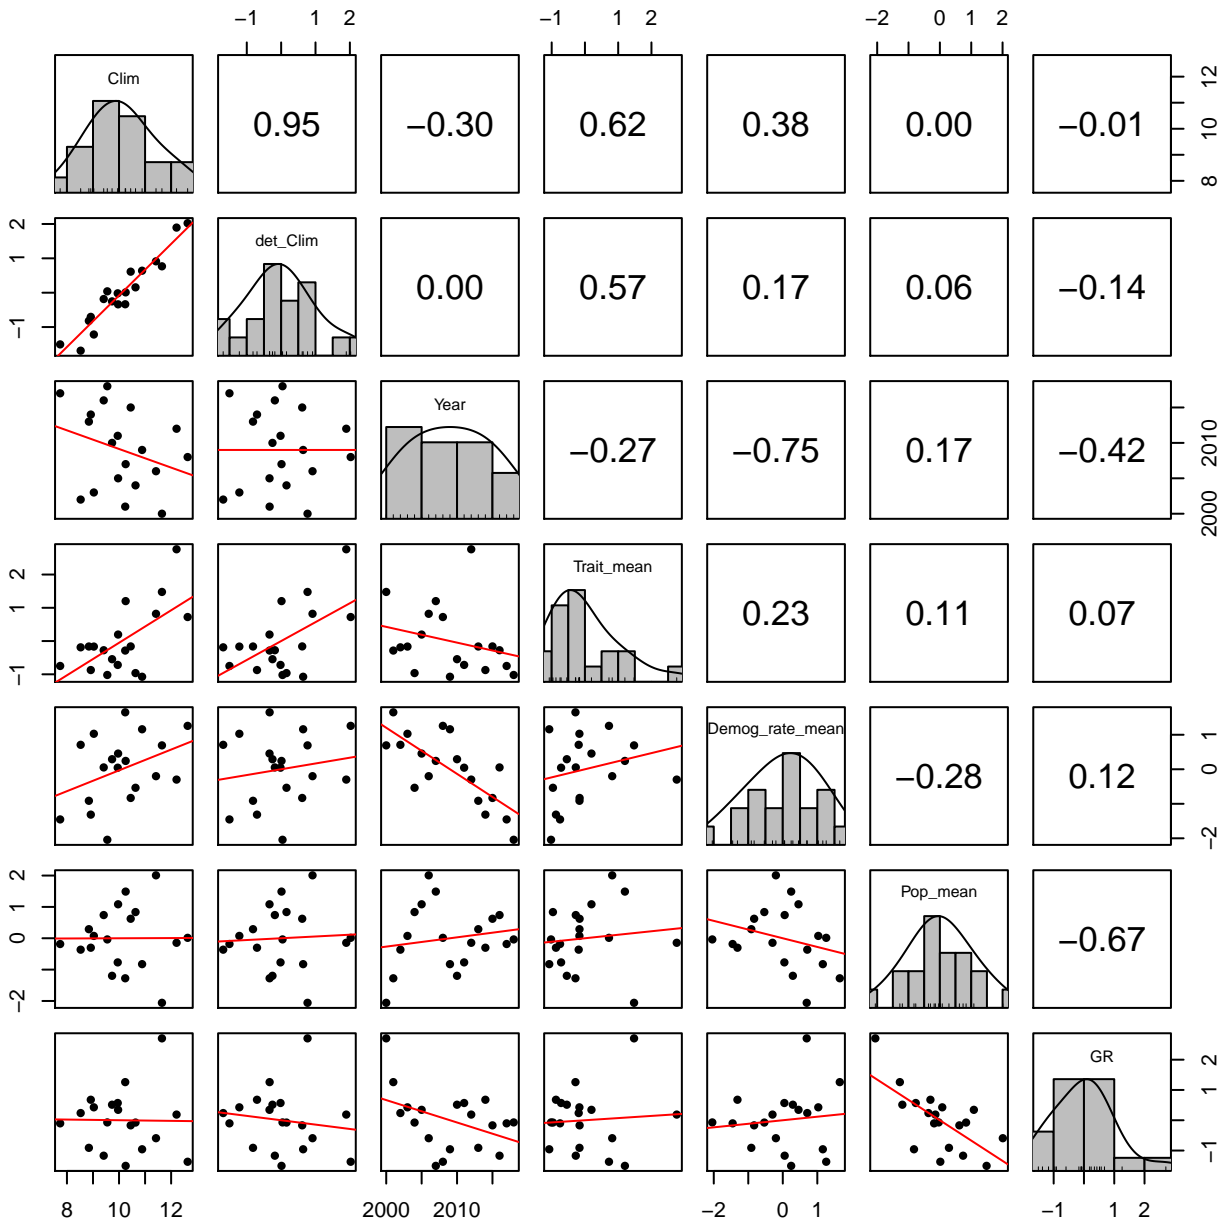 −1 1 2 −1 1 2 −2 0 2
Clim 0.95 −0.30 0.62 0.38 0.00 −0.01 8 10 12
−1 1 2 det_Clim 0.00 0.57 0.17 0.06 −0.14
Year −0.27 −0.75 0.17 −0.42 2000 2010
−1 1 2 Trait_mean 0.23 0.11 0.07
Demog_rate_mean −0.28 0.12 −2 0 1
−2 0 1 2 Pop_mean −0.67
GR −1 1 2
8 10 12 2000 2010 −2 0 1 −1 1 2